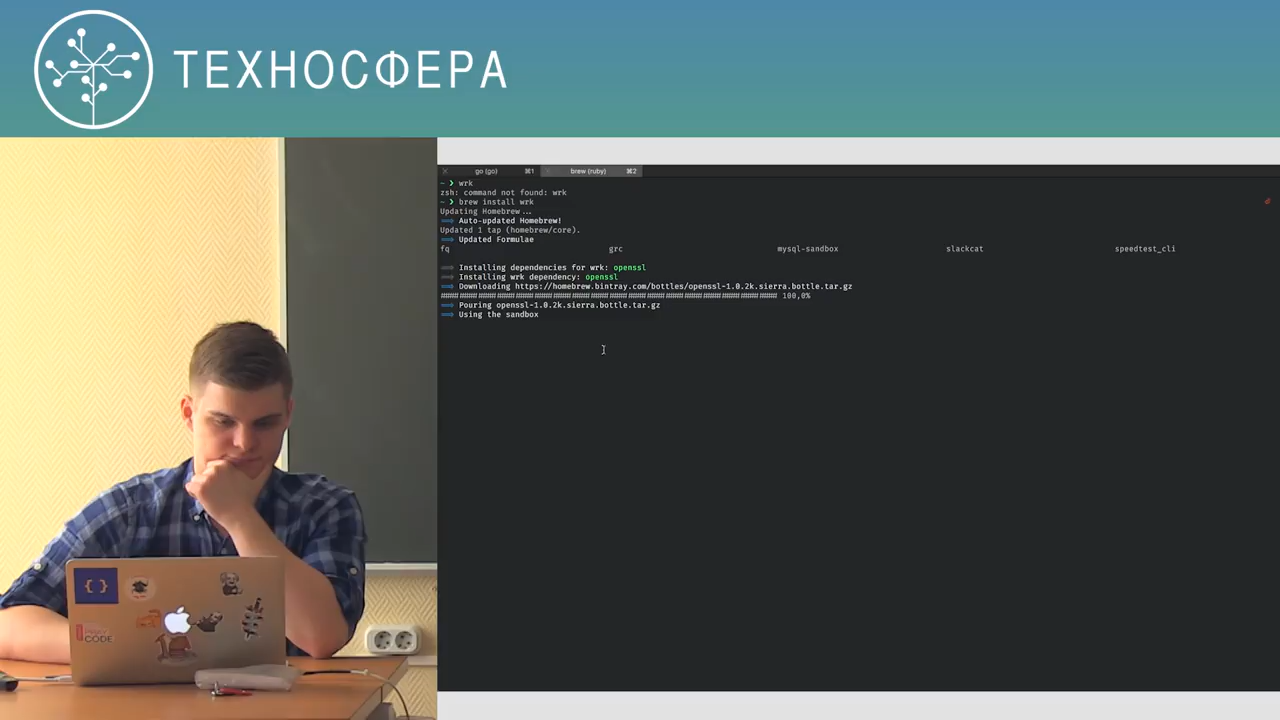 ТЕХНОСФЕРА
go (go) ⌘1 brew (ruby) ⌘2
~ ❯ wrk
zsh: command not found: wrk
~ ❯ brew install wrk
Updating Homebrew...
==> Auto-updated Homebrew!
Updated 1 tap (homebrew/core).
==> Updated Formulae
fq grc mysql-sandbox slackcat speedtest_cli
==> Installing dependencies for wrk: openssl
==> Installing wrk dependency: openssl
==> Downloading https://homebrew.bintray.com/bottles/openssl-1.0.2k.sierra.bottle.tar.gz
100,0%
==> Pouring openssl-1.0.2k.sierra.bottle.tar.gz
==> Using the sandbox
{ }
CODE